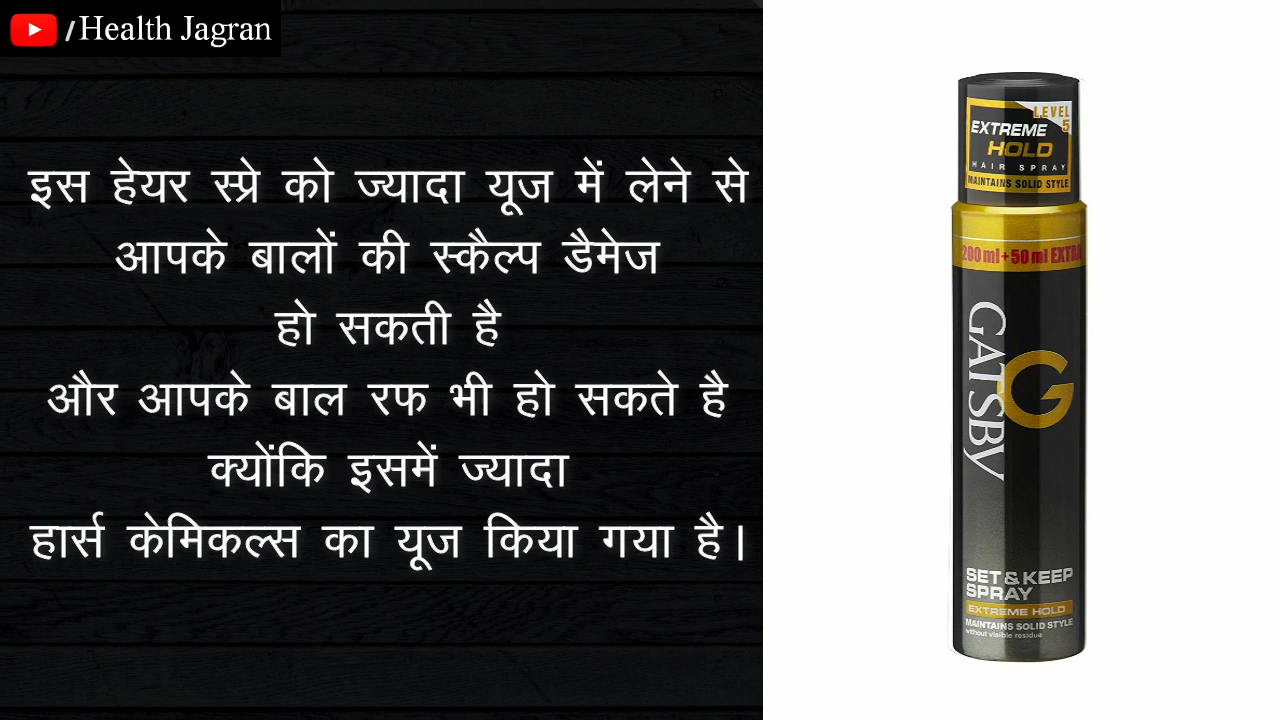 /Health Jagran
इस हेयर स्प्रे को ज्यादा यूज में लेने से
आपके बालों की स्कैल्प डैमेज
हो सकती है
और आपके बाल रफ भी हो सकते है
क्योंकि इसमें ज्यादा
हार्स केमिकल्स का यूज किया गया है।
LEVEL
5
EXTREME
HOLD
HAIR SPRAY
MAINTAINS SOLID STYLE
200 ml + 50 ml EXTRA
GATSBY
G
SET & KEEP
SPRAY
EXTREME HOLD
MAINTAINS SOLID STYLE
without visible residue